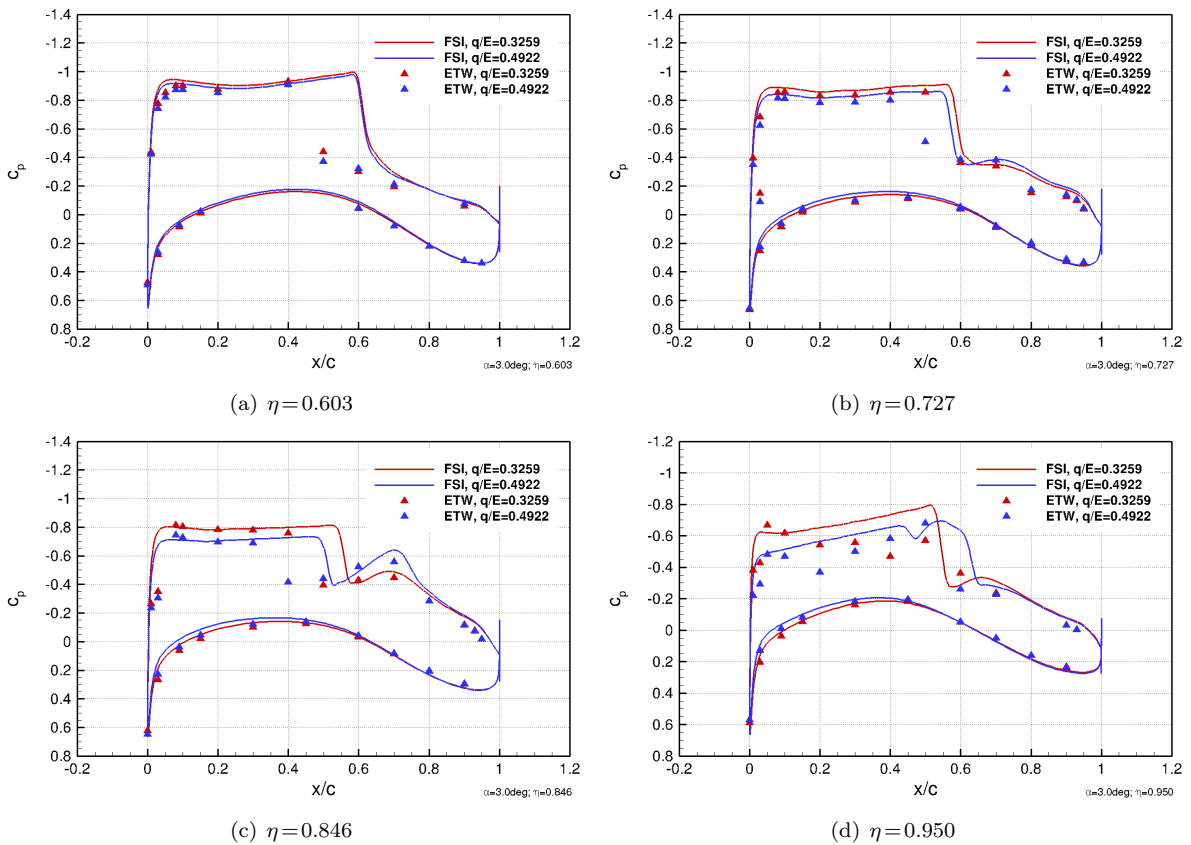 -1.4
-1.2
-1
-0.8
-0.6
-0.4
-0.2
0
0.2
0.4
0.6
0.8
Cp
-0.2 0 0.2 0.4 0.6 0.8 1 1.2
x/c
FSI, q/E=0.3259
FSI, q/E=0.4922
ETW, q/E=0.3259
ETW, q/E=0.4922
α=3.0deg; η=0.603
(a) η=0.603
-1.4
-1.2
-1
-0.8
-0.6
-0.4
-0.2
0
0.2
0.4
0.6
0.8
Cp
-0.2 0 0.2 0.4 0.6 0.8 1 1.2
x/c
FSI, q/E=0.3259
FSI, q/E=0.4922
ETW, q/E=0.3259
ETW, q/E=0.4922
α=3.0deg; η=0.727
(b) η=0.727
-1.4
-1.2
-1
-0.8
-0.6
-0.4
-0.2
0
0.2
0.4
0.6
0.8
Cp
-0.2 0 0.2 0.4 0.6 0.8 1 1.2
x/c
FSI, q/E=0.3259
FSI, q/E=0.4922
ETW, q/E=0.3259
ETW, q/E=0.4922
α=3.0deg; η=0.846
(c) η=0.846
-1.2
-1
-0.8
-0.6
-0.4
-0.2
0
0.2
0.4
0.6
0.8
Cp
-0.2 0 0.2 0.4 0.6 0.8 1 1.2
x/c
FSI, q/E=0.3259
FSI, q/E=0.4922
ETW, q/E=0.3259
ETW, q/E=0.4922
α=3.0deg; η=0.950
(d) η=0.950